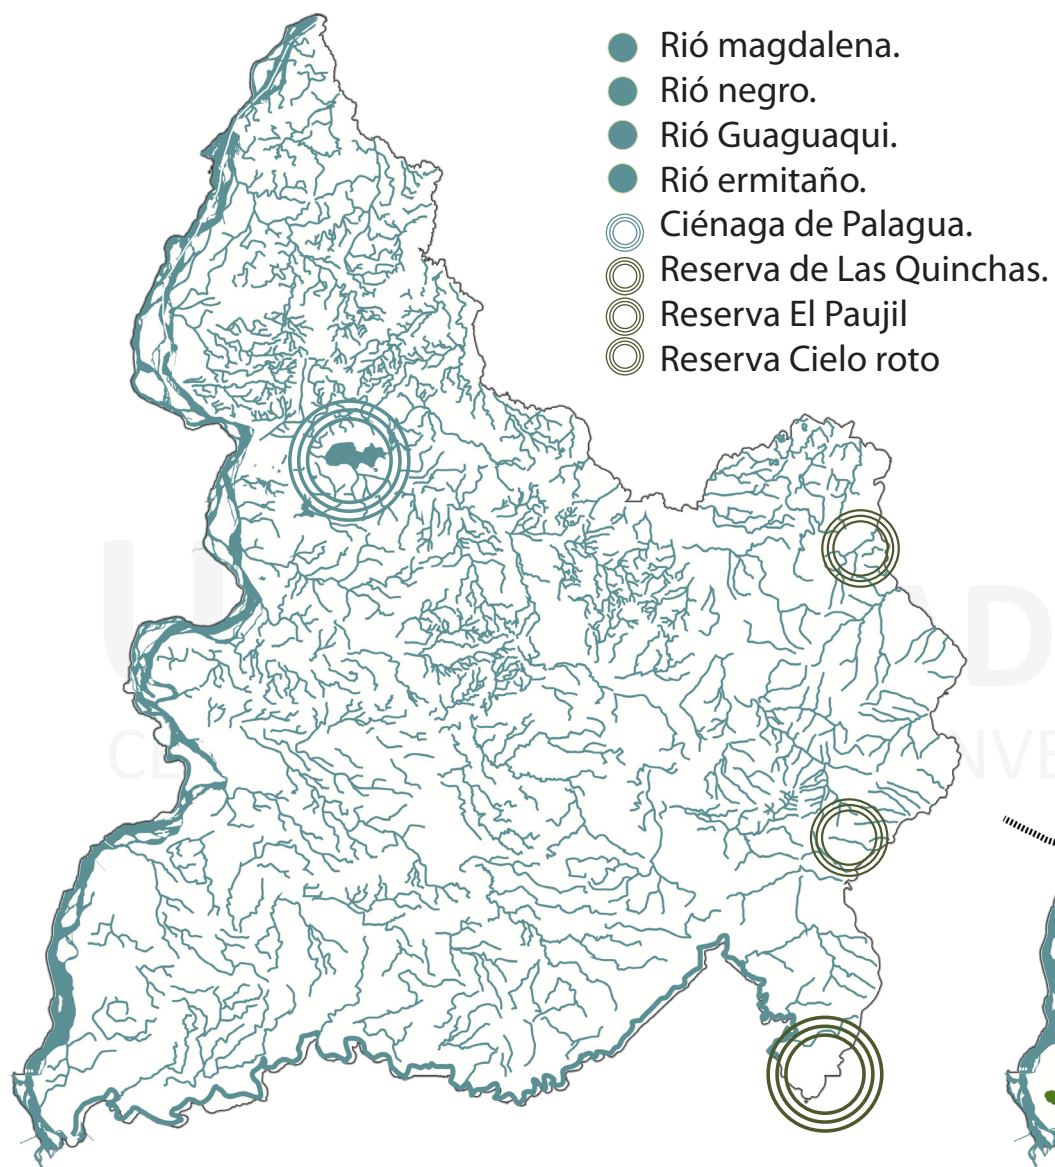 Rió magdalena.
Rió negro.
Rió Guaguaqui.
Rió ermitaño.
Ciénaga de Palagua.
Reserva de Las Quinchas.
Reserva El Paujil
Reserva Cielo roto